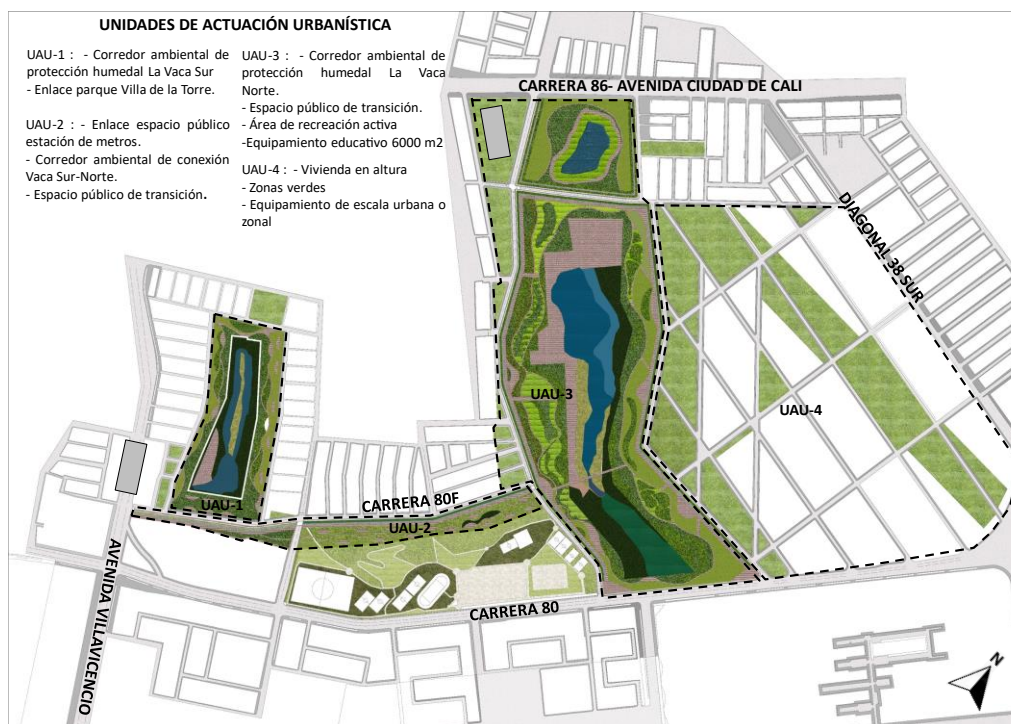 UNIDADES DE ACTUACIÓN URBANÍSTICA
UAU-1 : - Corredor ambiental de
protección humedal La Vaca Sur
- Enlace parque Villa de la Torre.
UAU-2 : - Enlace espacio público
estación de metros.
- Corredor ambiental de conexión
Vaca Sur-Norte.
- Espacio público de transición.
UAU-3 : - Corredor ambiental de
protección humedal La Vaca
Norte.
- Espacio público de transición.
- Área de recreación activa
-Equipamiento educativo 6000 m2
UAU-4 : - Vivienda en altura
- Zonas verdes
- Equipamiento de escala urbana o
zonal
CARRERA 86- AVENIDA CIUDAD DE CALI
DIAGONAL 38 SUR
UAU-3
UAU-4
UAU-1
CARRERA 80F
UAU-2
CARRERA 80
AVENIDA VILLAVICENCIO
N